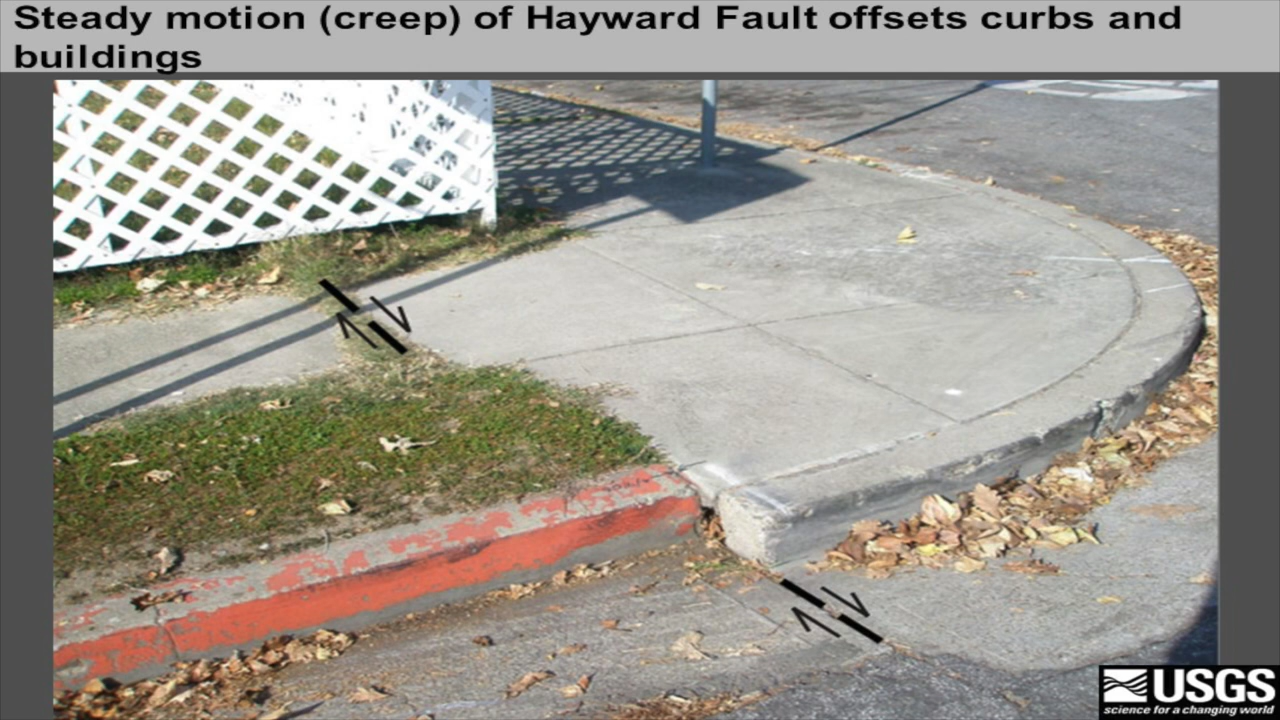 Steady motion (creep) of Hayward Fault offsets curbs and
buildings
USGS
science for a changing world